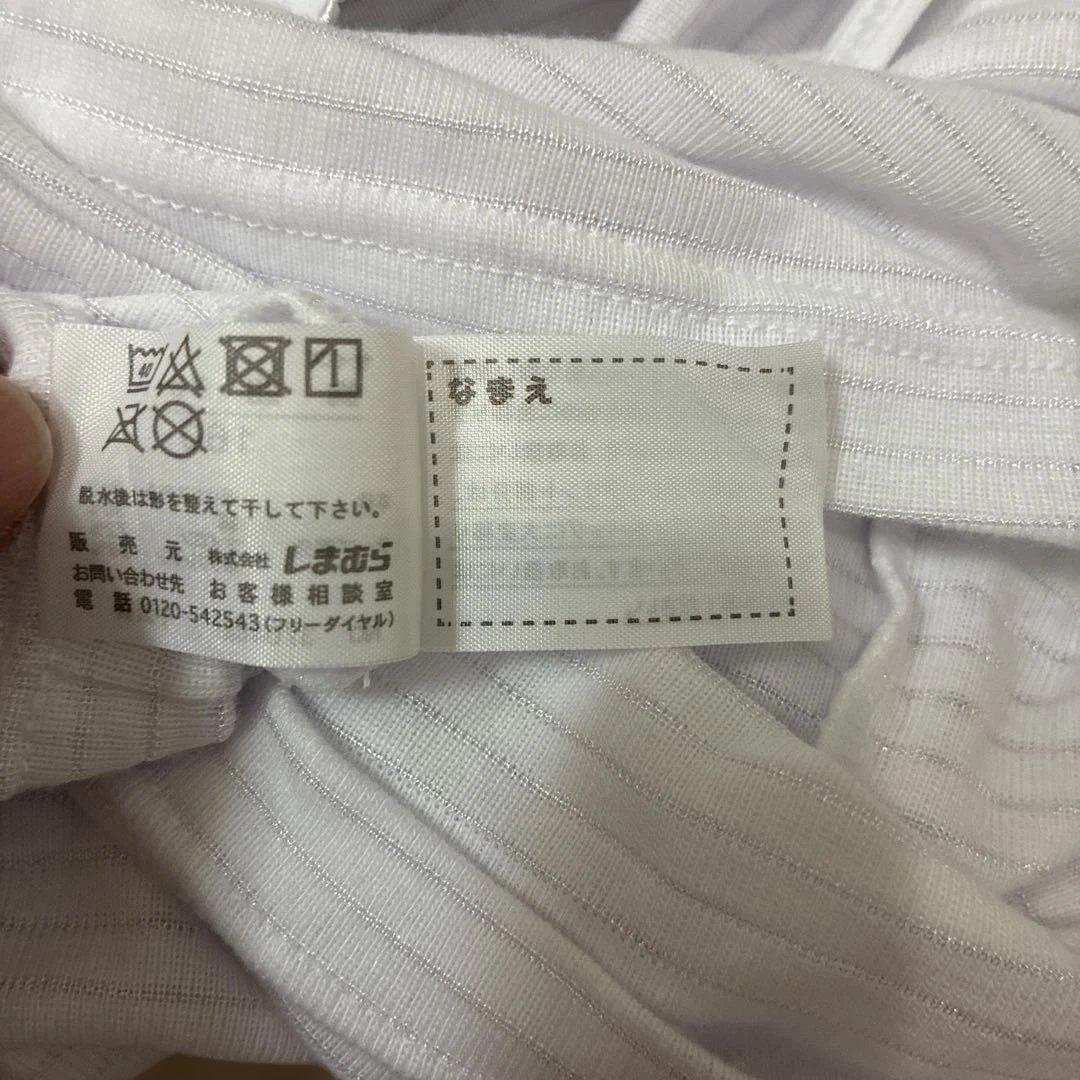 40
脱水後は形を整えて干して下さい。
販売元 株式会社 しまむら
お問い合わせ先 お客様相談室
電話 0120-542543(フリーダイヤル)
なまえ